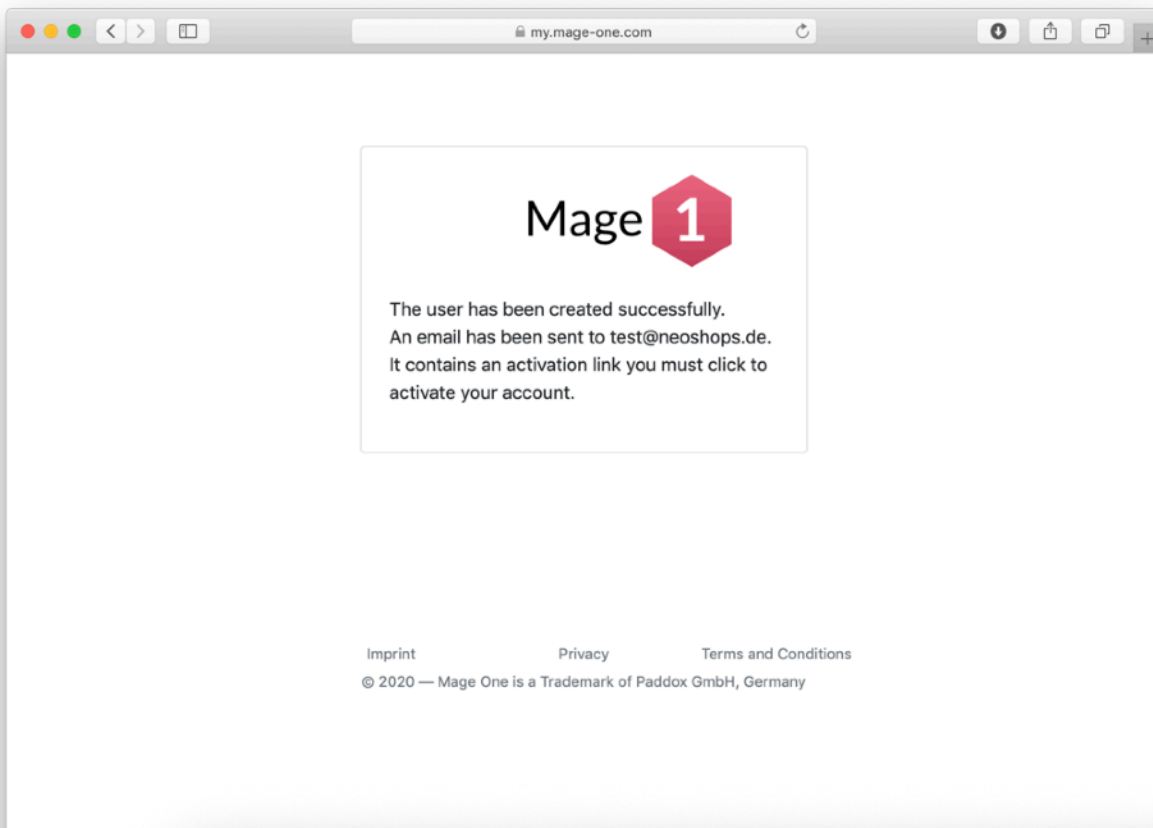 my.mage-one.com
Mage 1
The user has been created successfully.
An email has been sent to test@neoshops.de.
It contains an activation link you must click to
activate your account.
Imprint Privacy Terms and Conditions
© 2020 — Mage One is a Trademark of Paddox GmbH, Germany